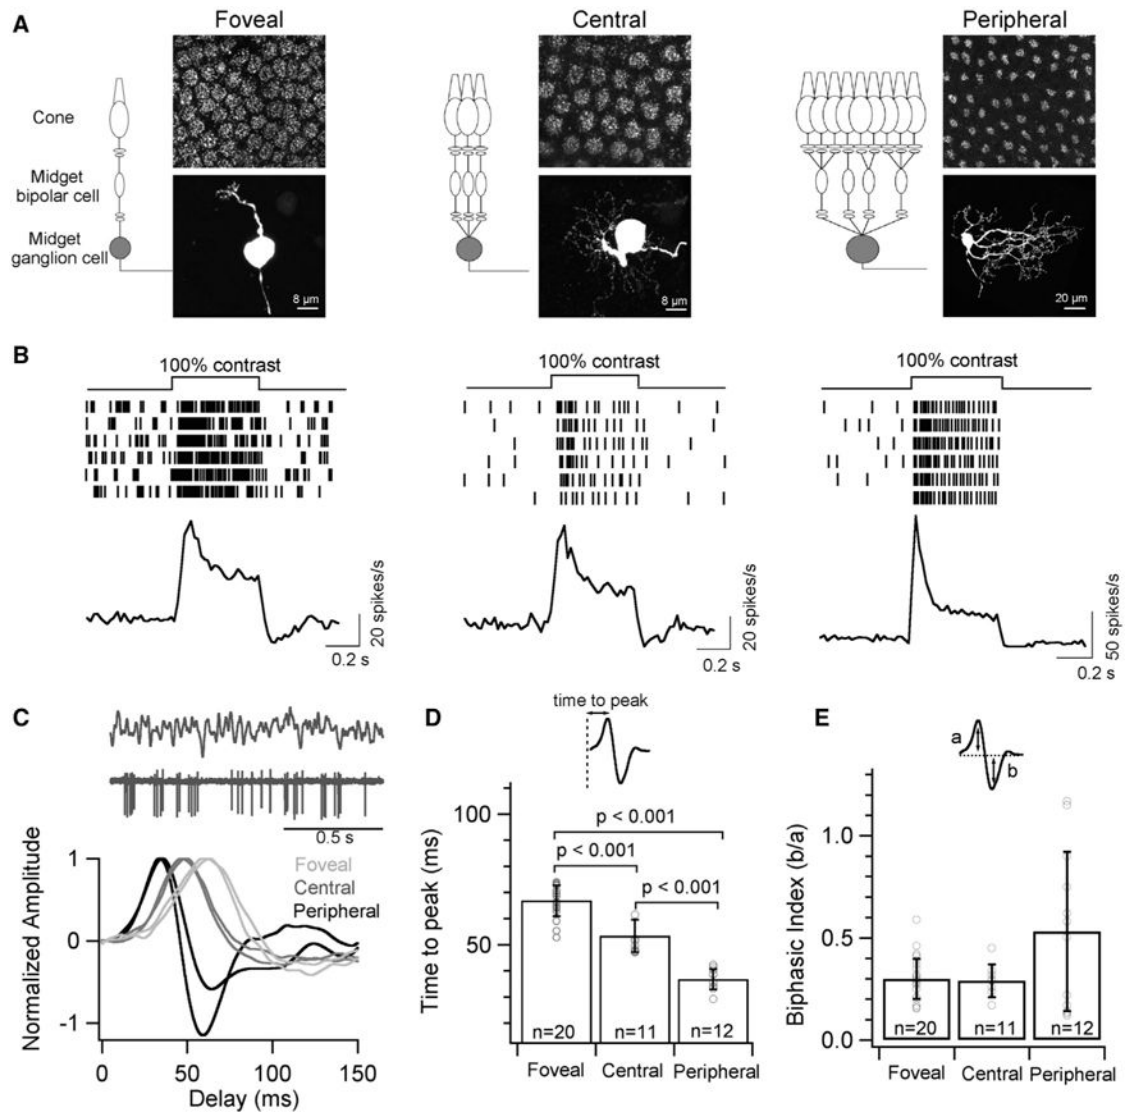 A
Foveal
Central
Peripheral
Cone
Midget
bipolar cell
Midget
ganglion cell
8 µm
8 µm
20 µm
B
100% contrast
100% contrast
100% contrast
20 spikes/s
0.2 s
20 spikes/s
0.2 s
50 spikes/s
0.2 s
C
0.5 s
Normalized Amplitude
1
0
-1
Foveal
Central
Peripheral
0
50
100
150
Delay (ms)
D
time to peak
Time to peak (ms)
100
50
p < 0.001
p < 0.001
p < 0.001
n=20
n=11
n=12
Foveal
Central
Peripheral
E
a
b
Biphasic Index (b/a)
1.0
0.5
0.0
n=20
n=11
n=12
Foveal
Central
Peripheral